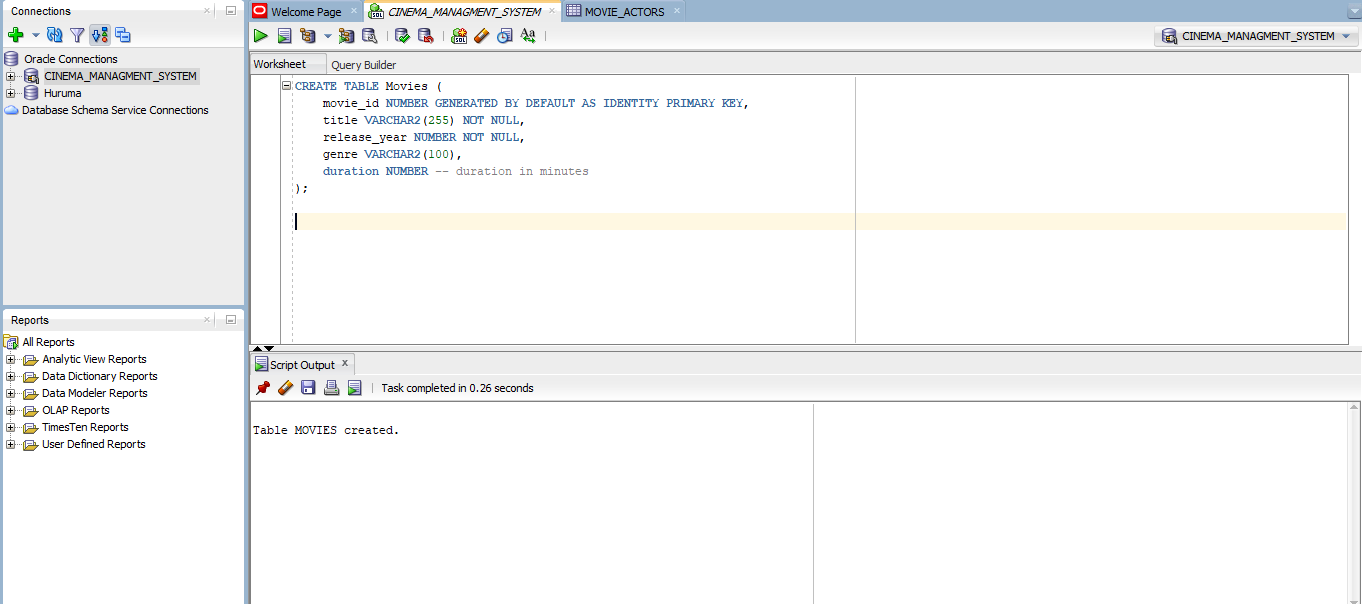 Connections
Oracle Connections
CINEMA_MANAGMENT_SYSTEM
Huruma
Database Schema Service Connections
Reports
All Reports
Analytic View Reports
Data Dictionary Reports
Data Modeler Reports
OLAP Reports
TimesTen Reports
User Defined Reports
Welcome Page
CINEMA_MANAGMENT_SYSTEM
MOVIE_ACTORS
SQL
SQL
Aa
CINEMA_MANAGMENT_SYSTEM
Worksheet
Query Builder
CREATE TABLE Movies (
movie_id NUMBER GENERATED BY DEFAULT AS IDENTITY PRIMARY KEY,
title VARCHAR2(255) NOT NULL,
release_year NUMBER NOT NULL,
genre VARCHAR2(100),
duration NUMBER -- duration in minutes
);
Script Output
Task completed in 0.26 seconds
Table MOVIES created.